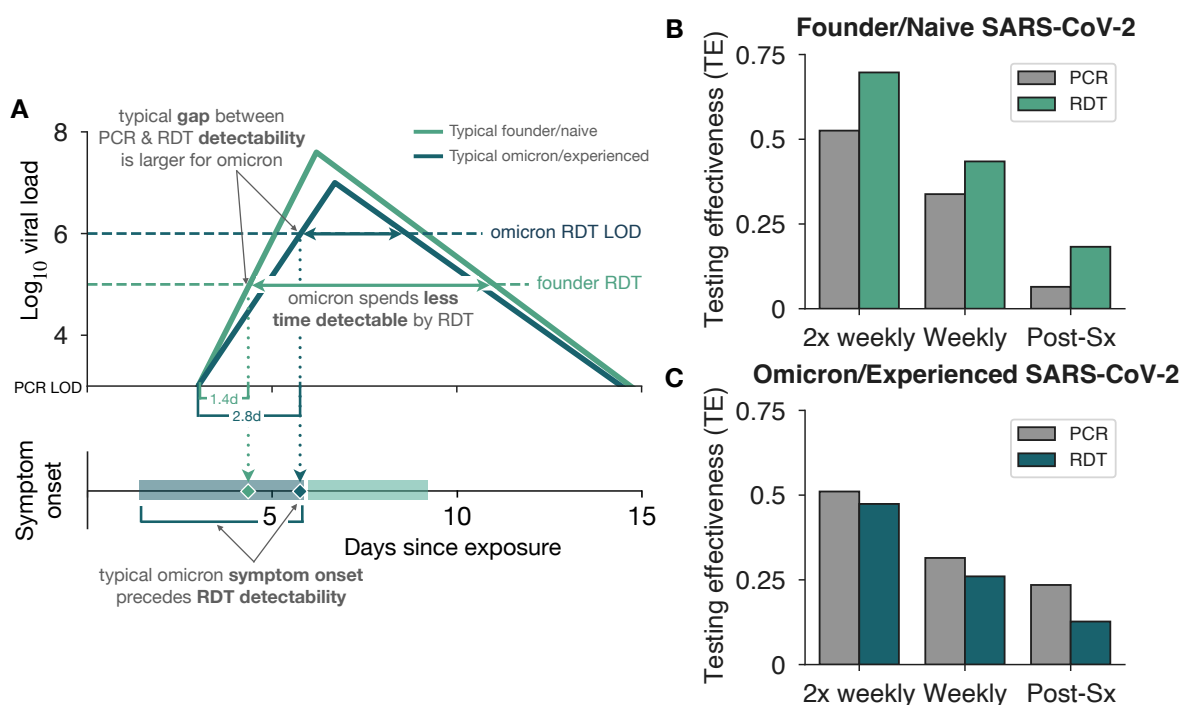 A
typical gap between
PCR & RDT detectability
is larger for omicron
Typical founder/naive
Typical omicron/experienced
Log10 viral load
8
6
4
PCR LOD
omicron RDT LOD
founder RDT
omicron spends less
time detectable by RDT
1.4d
2.8d
Symptom
onset
5
10
15
Days since exposure
typical omicron symptom onset
precedes RDT detectability
B
Founder/Naive SARS-CoV-2
Testing effectiveness (TE)
0.75
0.5
0.25
0
PCR
RDT
2x weekly
Weekly
Post-Sx
C
Omicron/Experienced SARS-CoV-2
Testing effectiveness (TE)
0.75
0.5
0.25
0
PCR
RDT
2x weekly
Weekly
Post-Sx